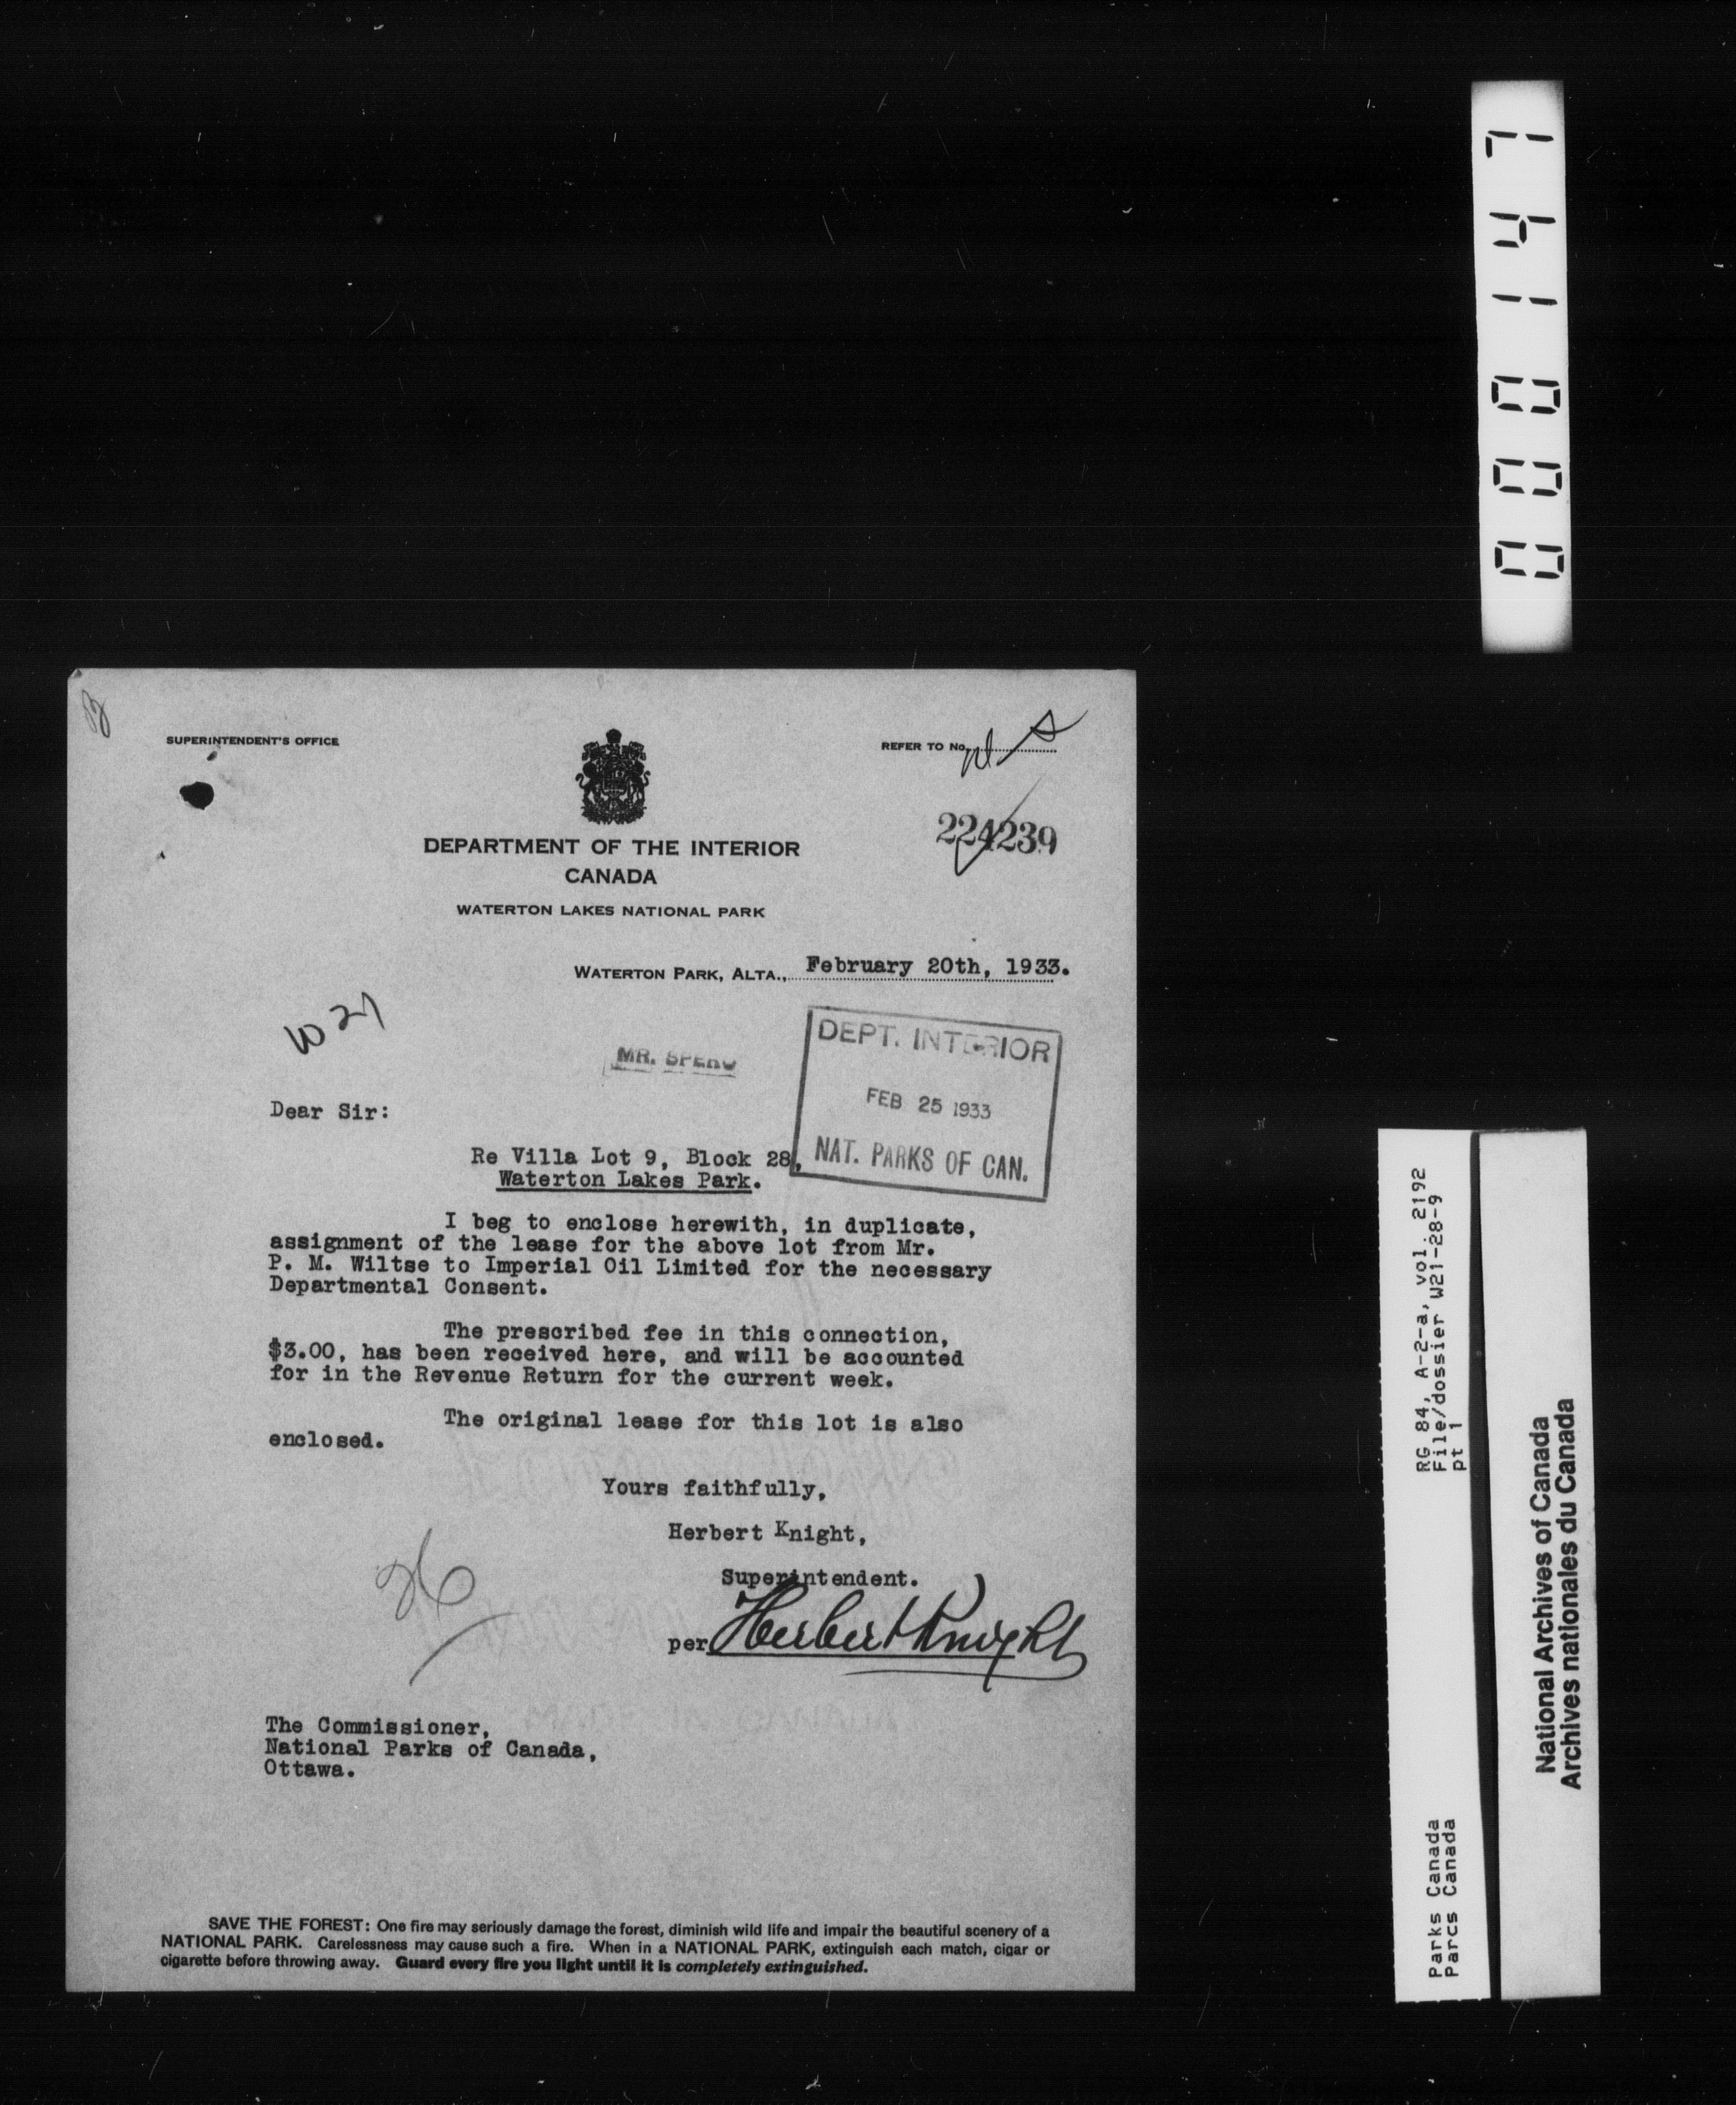 000147
SUPERINTENDENT'S OFFICE
REFER TO No.
224239
DEPARTMENT OF THE INTERIOR
CANADA
WATERTON LAKES NATIONAL PARK
WATERTON PARK, ALTA., February 20th, 1933.
W 21
MR. SPERO
DEPT. INTERIOR
FEB 25 1933
NAT. PARKS OF CAN.
Dear Sir:
Re Villa Lot 9, Block 28,
Waterton Lakes Park.
I beg to enclose herewith, in duplicate,
assignment of the lease for the above lot from Mr.
P. M. Wiltse to Imperial Oil Limited for the necessary
Departmental Consent.
The prescribed fee in this connection,
$3.00, has been received here, and will be accounted
for in the Revenue Return for the current week.
The original lease for this lot is also
enclosed.
Yours faithfully,
Herbert Knight,
Superintendent.
per Herbert Knight
The Commissioner,
National Parks of Canada,
Ottawa.
SAVE THE FOREST: One fire may seriously damage the forest, diminish wild life and impair the beautiful scenery of a
NATIONAL PARK. Carelessness may cause such a fire. When in a NATIONAL PARK, extinguish each match, cigar or
cigarette before throwing away. Guard every fire you light until it is completely extinguished.
Parks Canada
Parcs Canada
RG 84, A-2-a, vol. 2192
File/dossier W21-28-9
pt 1
National Archives of Canada
Archives nationales du Canada